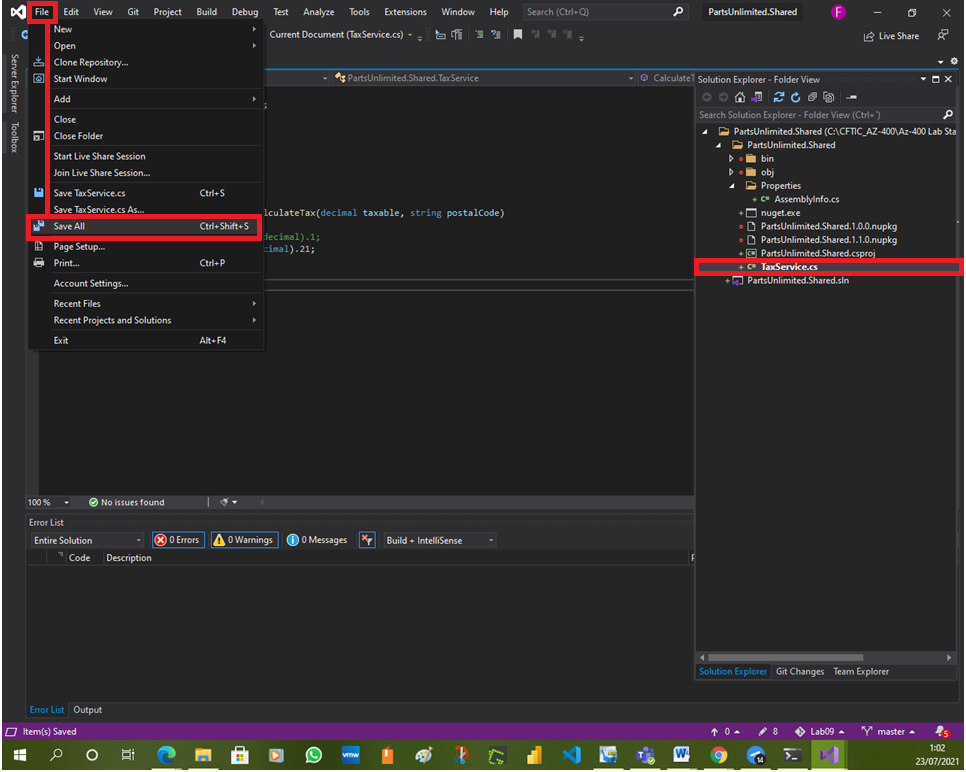 File Edit View Git Project Build Debug Test Analyze Tools Extensions Window Help Search (Ctrl+Q) PartsUnlimited.Shared F
Current Document (TaxService.cs) Live Share
Server Explorer
Toolbox
New
Open
Clone Repository...
Start Window
Add
Close
Close Folder
Start Live Share Session
Join Live Share Session...
Save TaxService.cs Ctrl+S
Save TaxService.cs As...
Save All Ctrl+Shift+S
Page Setup...
Print... Ctrl+P
Account Settings...
Recent Files
Recent Projects and Solutions
Exit Alt+F4
PartsUnlimited.Shared.TaxService CalculateT
;
lculateTax(decimal taxable, string postalCode)
decimal).1;
cimal).21;
Solution Explorer - Folder View
Search Solution Explorer - Folder View (Ctrl+¨)
PartsUnlimited.Shared (C:\CFTIC_AZ-400\Az-400 Lab Sta
PartsUnlimited.Shared
bin
obj
Properties
AssemblyInfo.cs
nuget.exe
PartsUnlimited.Shared.1.0.0.nupkg
PartsUnlimited.Shared.1.1.0.nupkg
PartsUnlimited.Shared.csproj
TaxService.cs
PartsUnlimited.Shared.sln
100 % No issues found
Error List
Entire Solution 0 Errors 0 Warnings 0 Messages Build + IntelliSense
Code Description
Solution Explorer Git Changes Team Explorer
Error List Output
Item(s) Saved 0 8 Lab09 master 5
vmw 14
1:02
23/07/2021